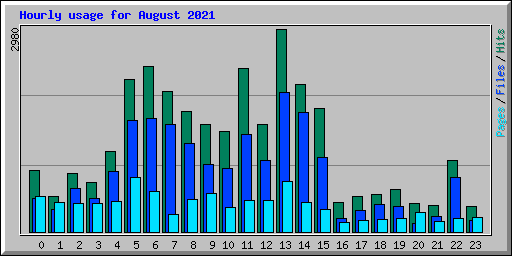 Hourly usage for August 2021
2980
Pages/Files/Hits
0 1 2 3 4 5 6 7 8 9 10 11 12 13 14 15 16 17 18 19 20 21 22 23